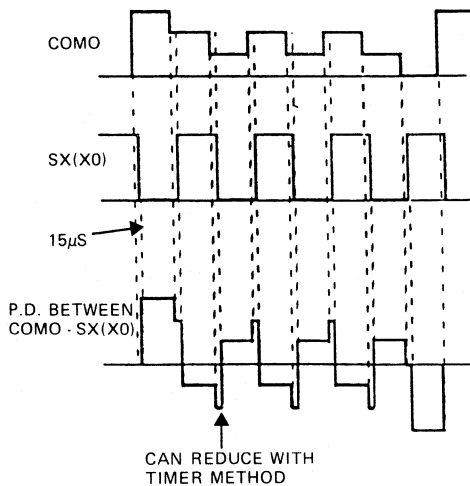 COMO
SX(X0)
15µS
P.D. BETWEEN
COMO - SX(X0)
CAN REDUCE WITH
TIMER METHOD